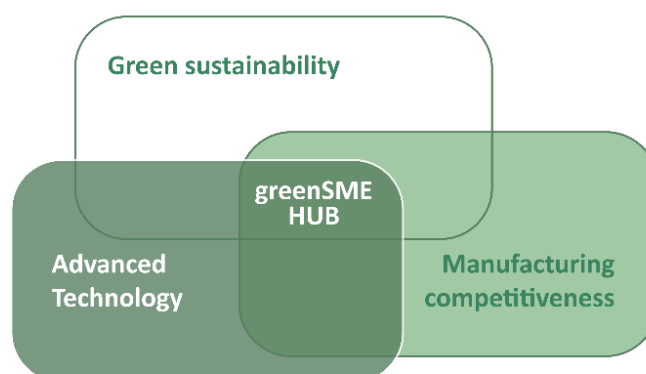 Green sustainability
greenSME
HUB
Advanced
Technology
Manufacturing
competitiveness